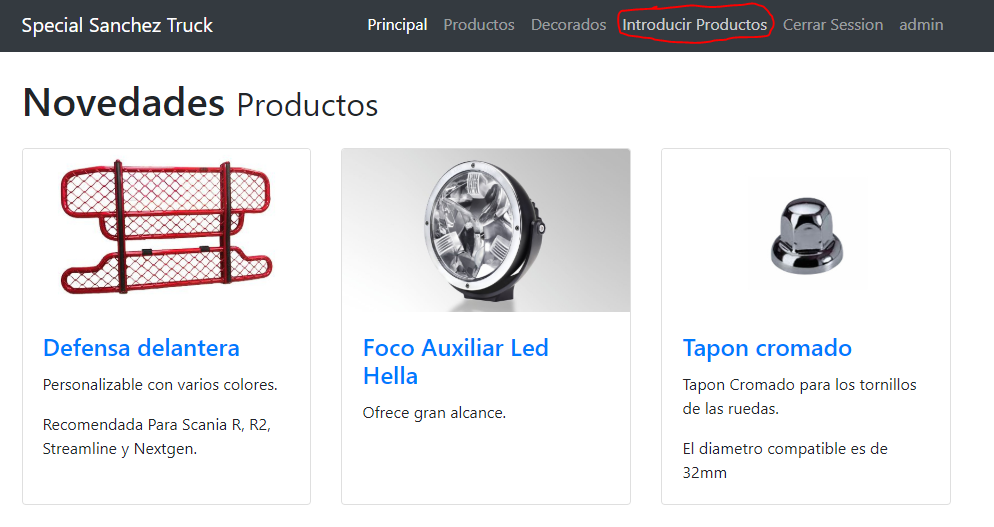 Special Sanchez Truck
Principal
Productos
Decorados
Introducir Productos
Cerrar Session
admin
Novedades Productos
Defensa delantera
Personalizable con varios colores.
Recomendada Para Scania R, R2,
Streamline y Nextgen.
Foco Auxiliar Led
Hella
Ofrece gran alcance.
Tapon cromado
Tapon Cromado para los tornillos
de las ruedas.
El diametro compatible es de
32mm